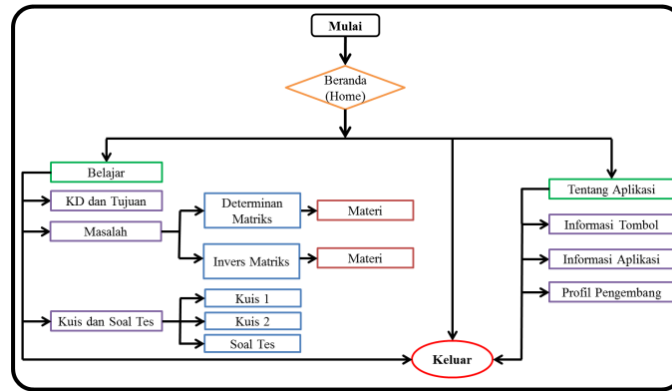 Mulai
Beranda
(Home)
Belajar
Tentang Aplikasi
KD dan Tujuan
Determinan
Matriks
Materi
Informasi Tombol
Masalah
Invers Matriks
Materi
Informasi Aplikasi
Kuis 1
Profil Pengembang
Kuis dan Soal Tes
Kuis 2
Soal Tes
Keluar